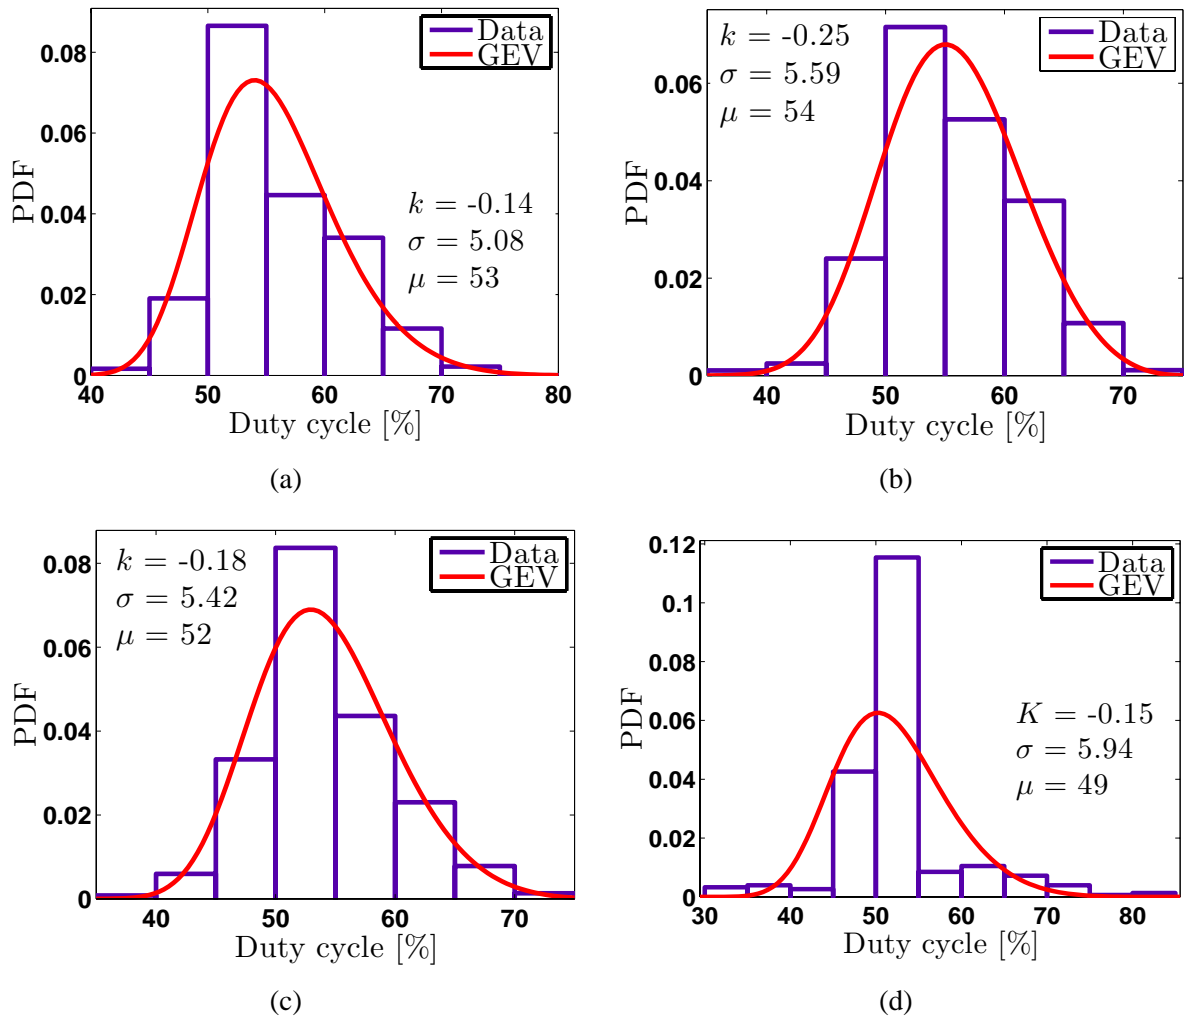 Data
GEV
k = -0.14
σ = 5.08
μ = 53
PDF
0.08
0.06
0.04
0.02
0
40 50 60 70 80
Duty cycle [%]
(a)
k = -0.25
σ = 5.59
μ = 54
Data
GEV
PDF
0.06
0.04
0.02
0
40 50 60 70
Duty cycle [%]
(b)
k = -0.18
σ = 5.42
μ = 52
Data
GEV
PDF
0.08
0.06
0.04
0.02
0
40 50 60 70
Duty cycle [%]
(c)
Data
GEV
K = -0.15
σ = 5.94
μ = 49
PDF
0.12
0.1
0.08
0.06
0.04
0.02
0
30 40 50 60 70 80
Duty cycle [%]
(d)